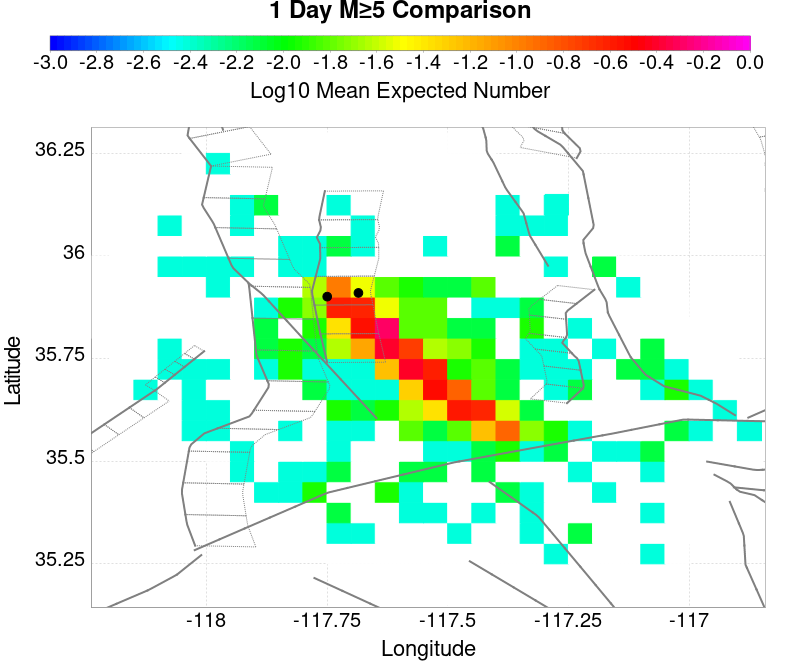 1 Day M≥5 Comparison
-3.0 -2.8 -2.6 -2.4 -2.2 -2.0 -1.8 -1.6 -1.4 -1.2 -1.0 -0.8 -0.6 -0.4 -0.2 0.0
Log10 Mean Expected Number
36.25
36
35.75
35.5
35.25
Latitude
-118 -117.75 -117.5 -117.25 -117
Longitude